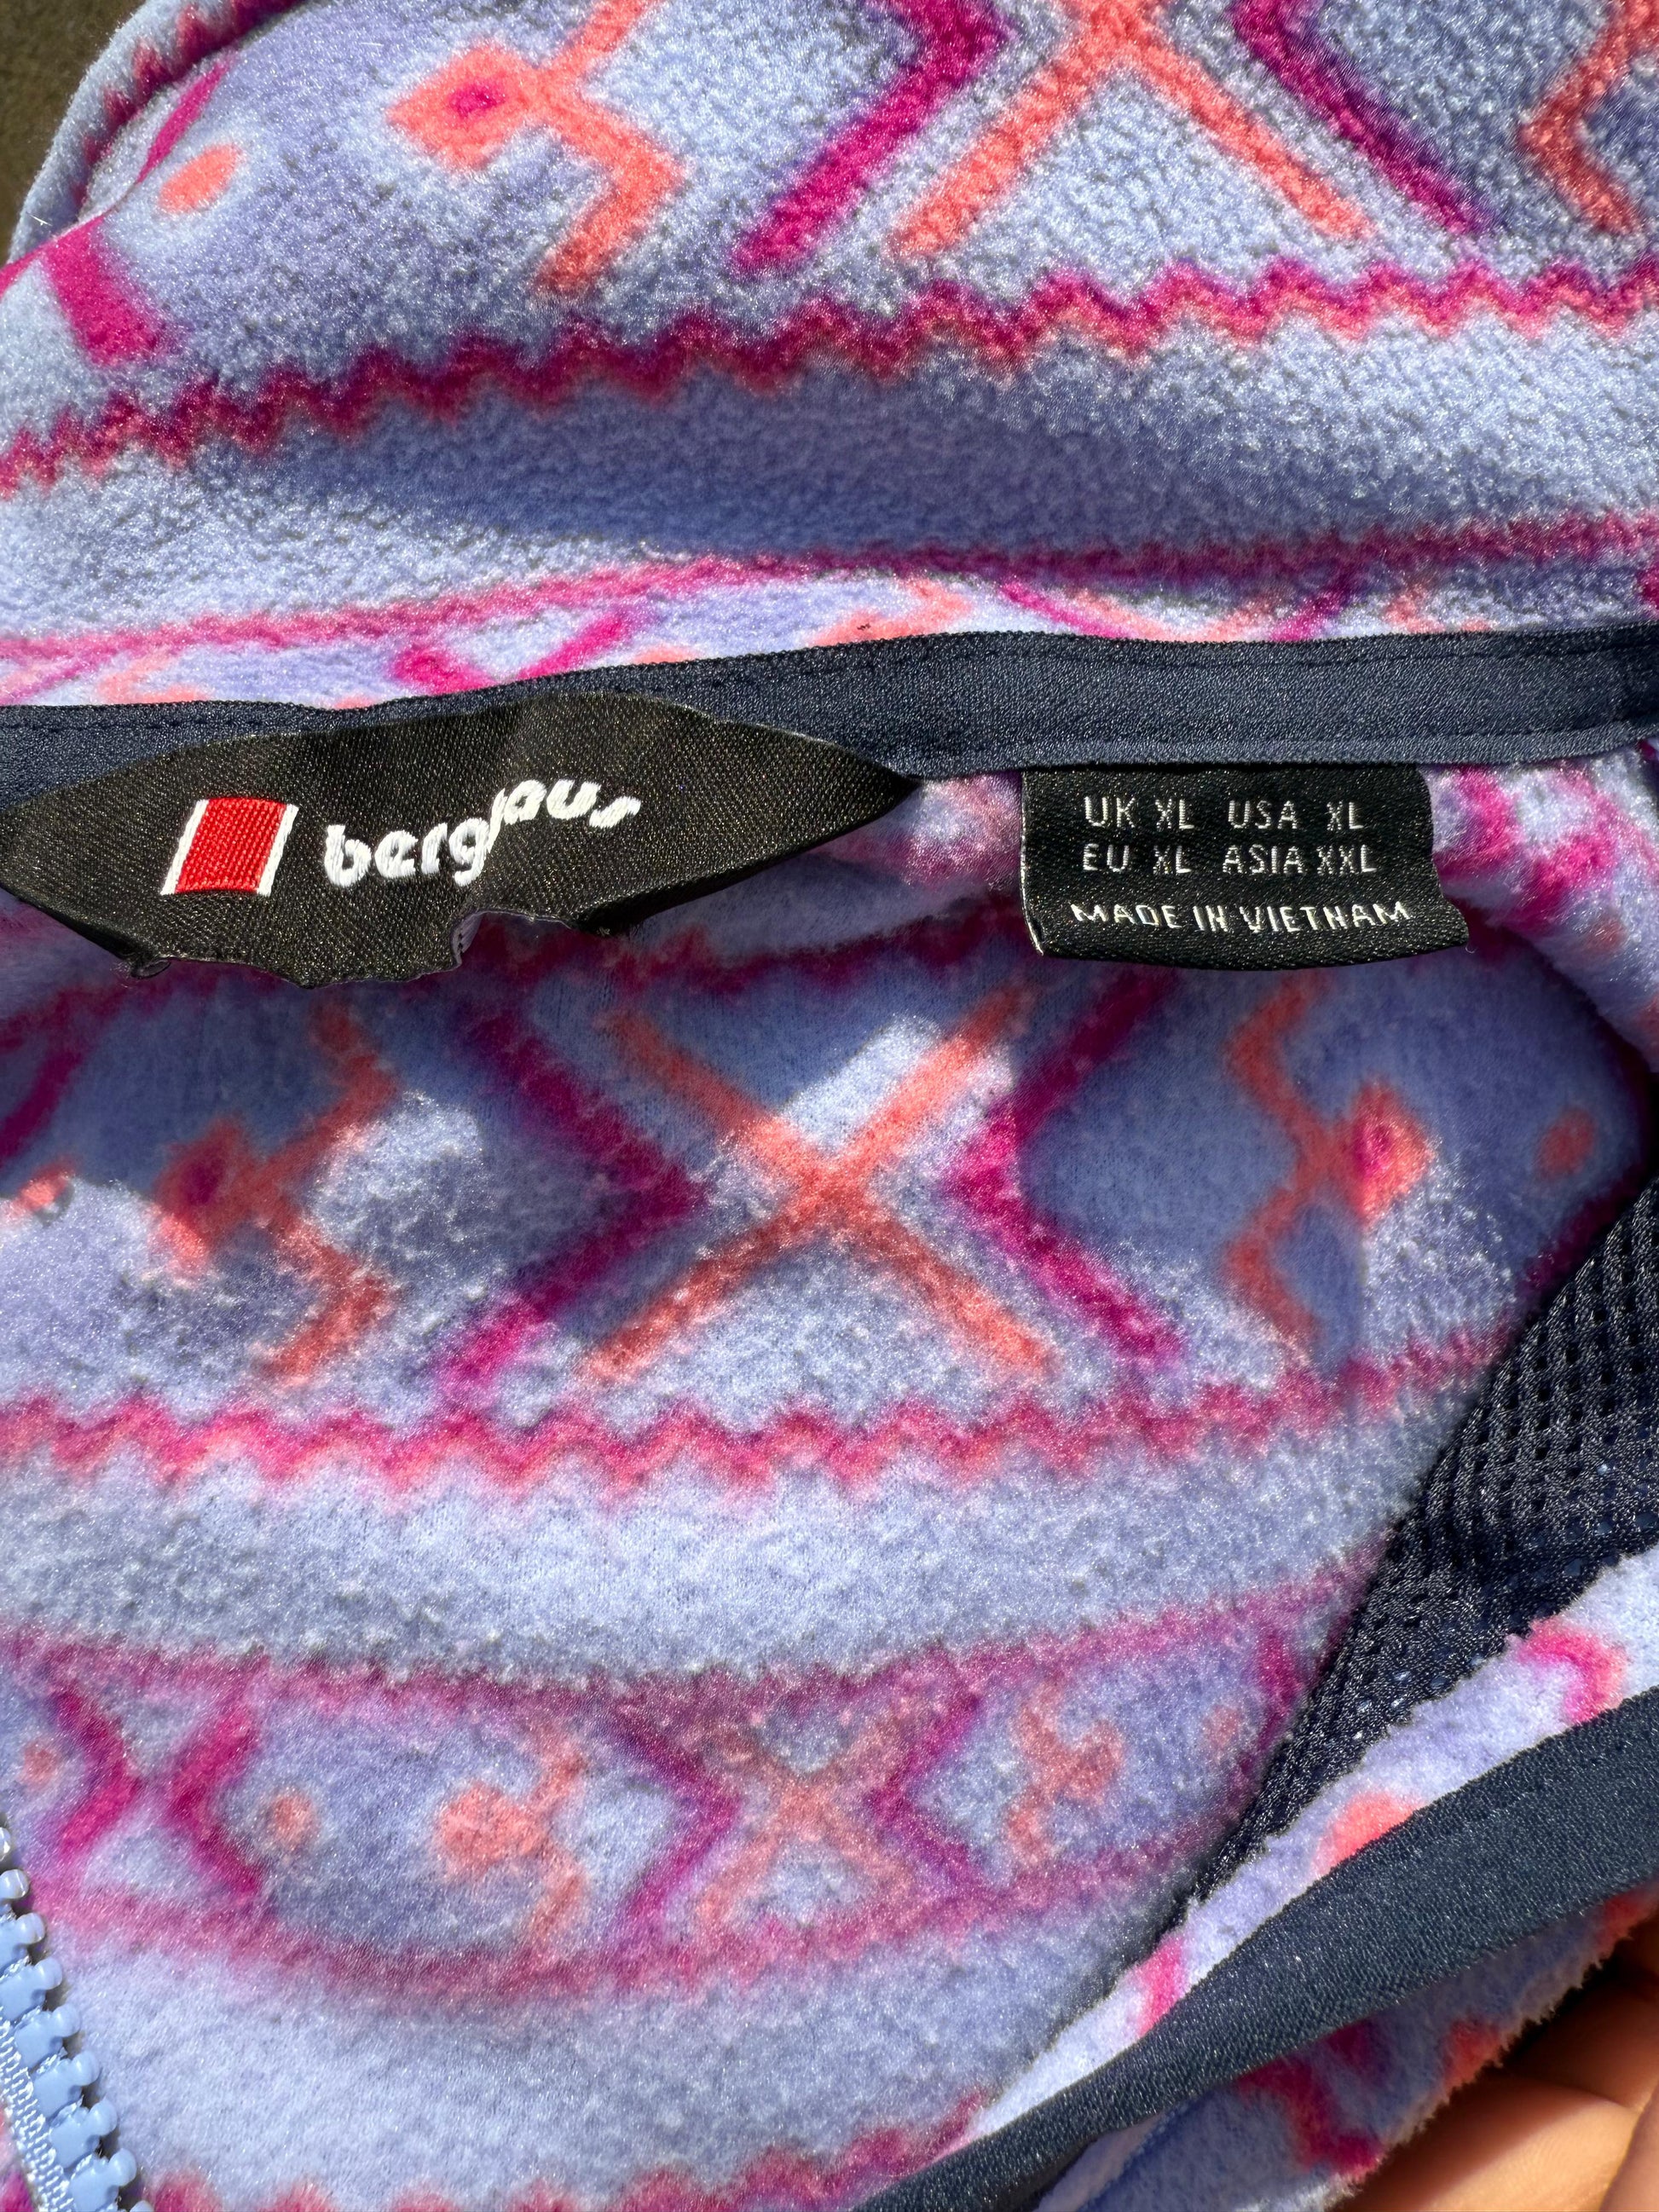 berghaus
UK XL USA XL
EU XL ASIA XXL
MADE IN VIETNAM